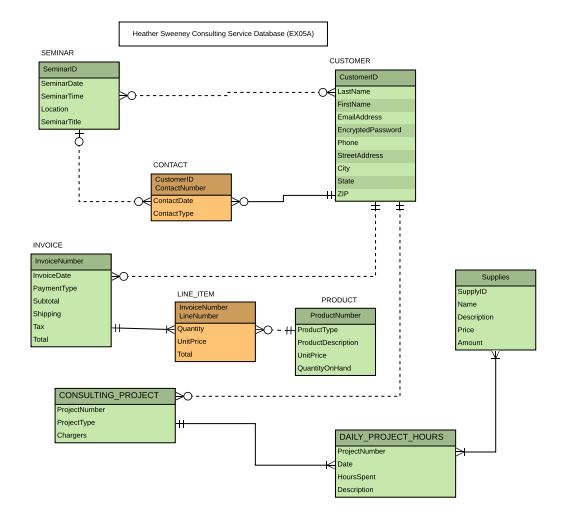 Heather Sweeney Consulting Service Database (EX05A)
SEMINAR
SeminarID
SeminarDate
SeminarTime
Location
SeminarTitle
CUSTOMER
CustomerID
LastName
FirstName
EmailAddress
EncryptedPassword
Phone
StreetAddress
City
State
ZIP
CONTACT
CustomerID
ContactNumber
ContactDate
ContactType
INVOICE
InvoiceNumber
InvoiceDate
PaymentType
Subtotal
Shipping
Tax
Total
LINE_ITEM
InvoiceNumber
LineNumber
Quantity
UnitPrice
Total
PRODUCT
ProductNumber
ProductType
ProductDescription
UnitPrice
QuantityOnHand
Supplies
SupplyID
Name
Description
Price
Amount
CONSULTING_PROJECT
ProjectNumber
ProjectType
Chargers
DAILY_PROJECT_HOURS
ProjectNumber
Date
HoursSpent
Description